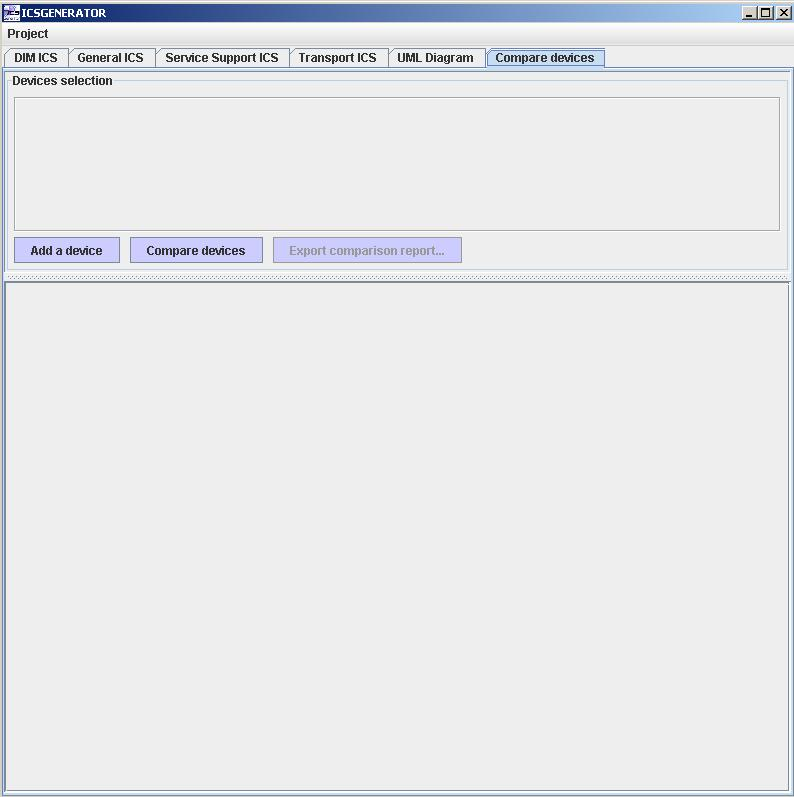 ICSGENERATOR
Project
DIM ICS General ICS Service Support ICS Transport ICS UML Diagram Compare devices
Devices selection
Add a device Compare devices Export comparison report...